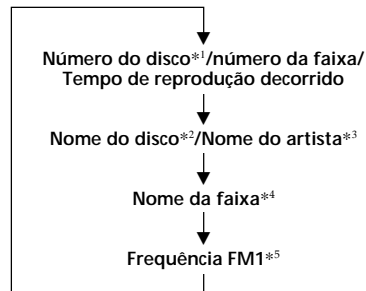 Número do disco*1/número da faixa/
Tempo de reprodução decorrido
Nome do disco*2/Nome do artista*3
Nome da faixa*4
Frequência FM1*5